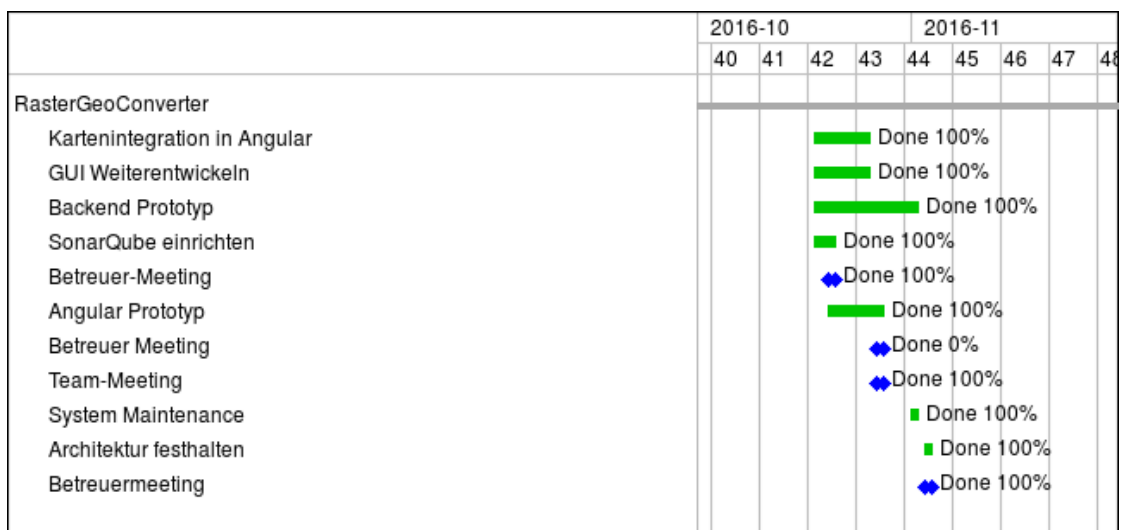 2016-10 2016-11
40 41 42 43 44 45 46 47 48
RasterGeoConverter
Kartenintegration in Angular Done 100%
GUI Weiterentwickeln Done 100%
Backend Prototyp Done 100%
SonarQube einrichten Done 100%
Betreuer-Meeting Done 100%
Angular Prototyp Done 100%
Betreuer Meeting Done 0%
Team-Meeting Done 100%
System Maintenance Done 100%
Architektur festhalten Done 100%
Betreuermeeting Done 100%